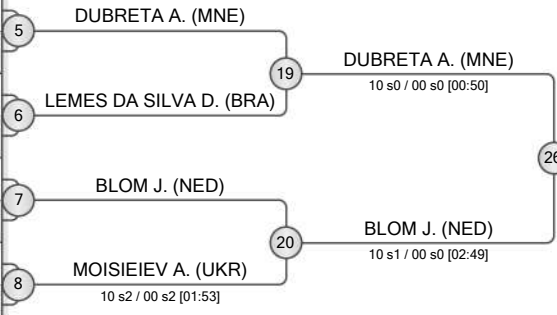 DUBRETA A. (MNE)
5
19
DUBRETA A. (MNE)
10 s0 / 00 s0 [00:50]
LEMES DA SILVA D. (BRA)
6
26
BLOM J. (NED)
7
20
BLOM J. (NED)
10 s1 / 00 s0 [02:49]
MOISIEIEV A. (UKR)
8
10 s2 / 00 s2 [01:53]